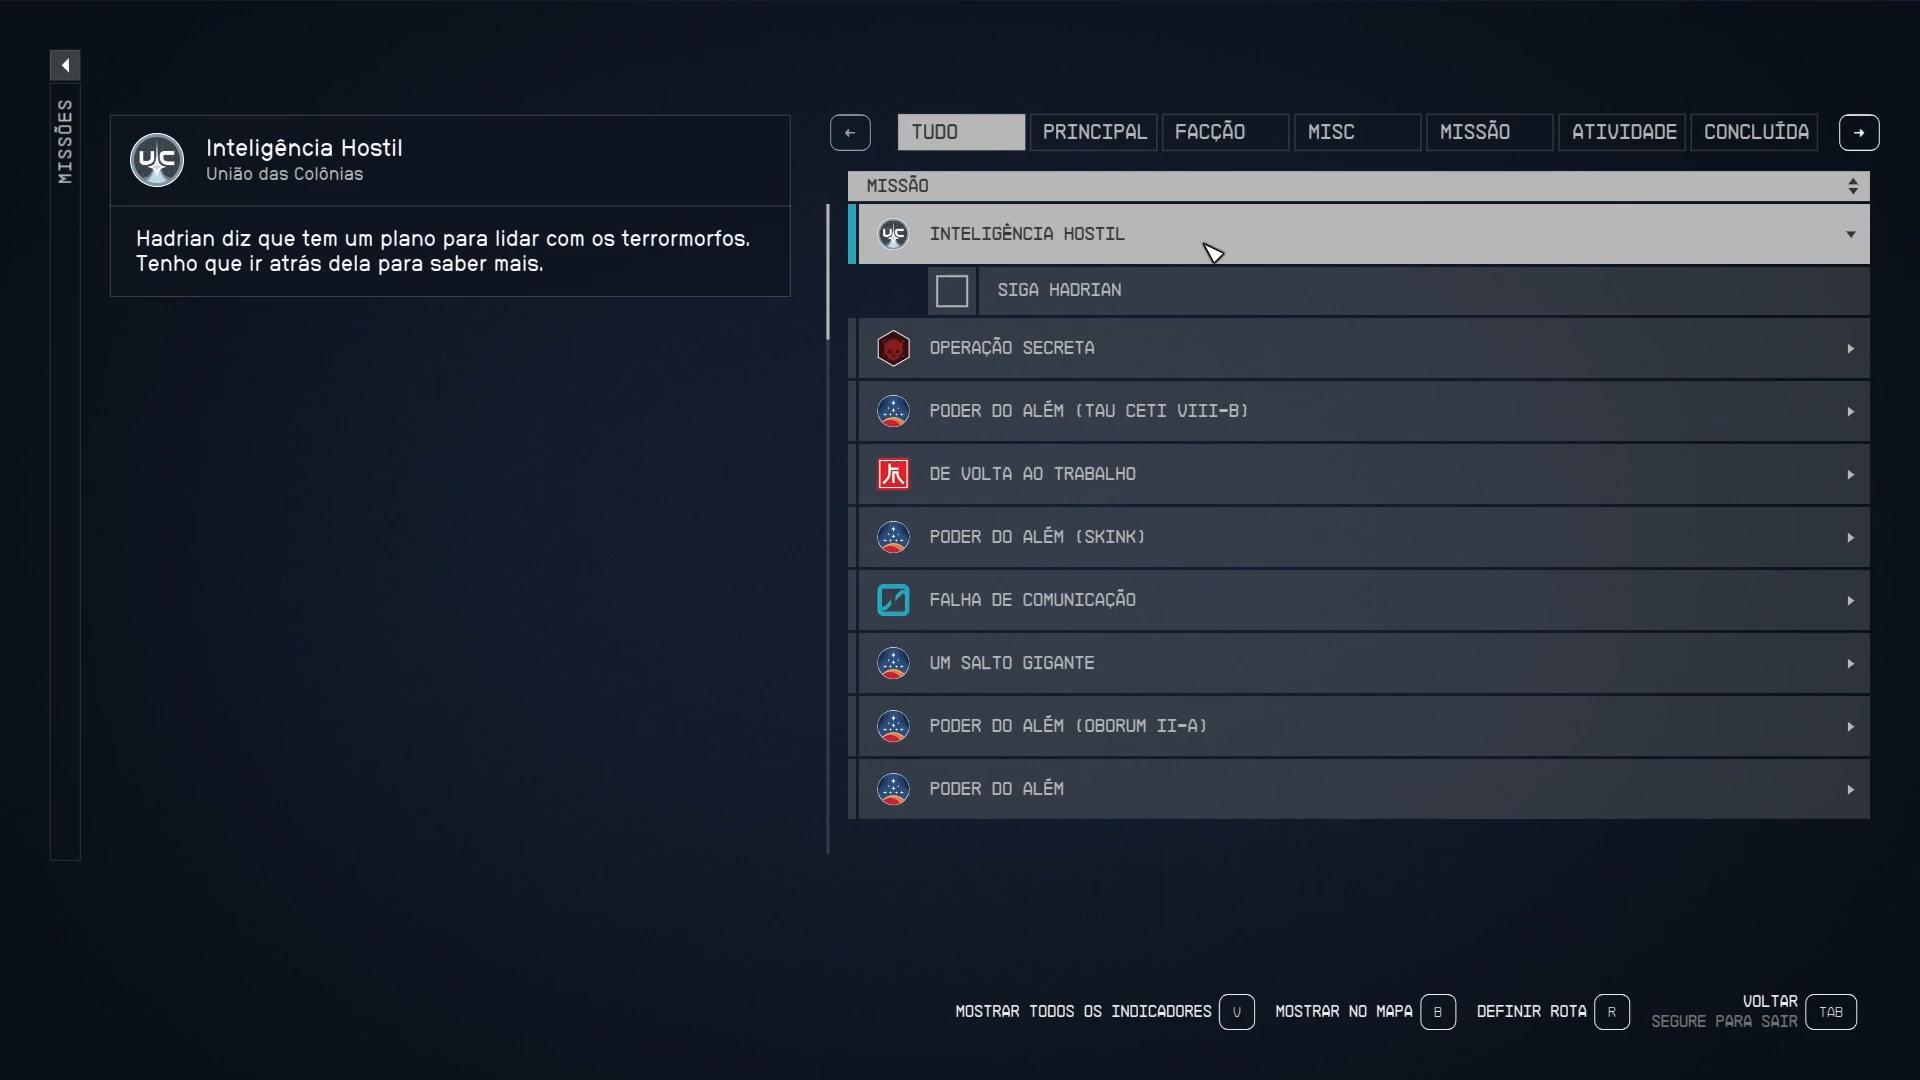 MISSÕES
Inteligência Hostil
União das Colônias
Hadrian diz que tem um plano para lidar com os terrormorfos.
Tenho que ir atrás dela para saber mais.
TUDO
PRINCIPAL
FACÇÃO
MISC
MISSÃO
ATIVIDADE
CONCLUÍDA
MISSÃO
UC
INTELIGÊNCIA HOSTIL
SIGA HADRIAN
OPERAÇÃO SECRETA
PODER DO ALÉM (TAU CETI VIII-B)
DE VOLTA AO TRABALHO
PODER DO ALÉM (SKINK)
FALHA DE COMUNICAÇÃO
UM SALTO GIGANTE
PODER DO ALÉM (OBORUM II-A)
PODER DO ALÉM
MOSTRAR TODOS OS INDICADORES V
MOSTRAR NO MAPA B
DEFINIR ROTA R
VOLTAR
SEGURE PARA SAIR
TAB